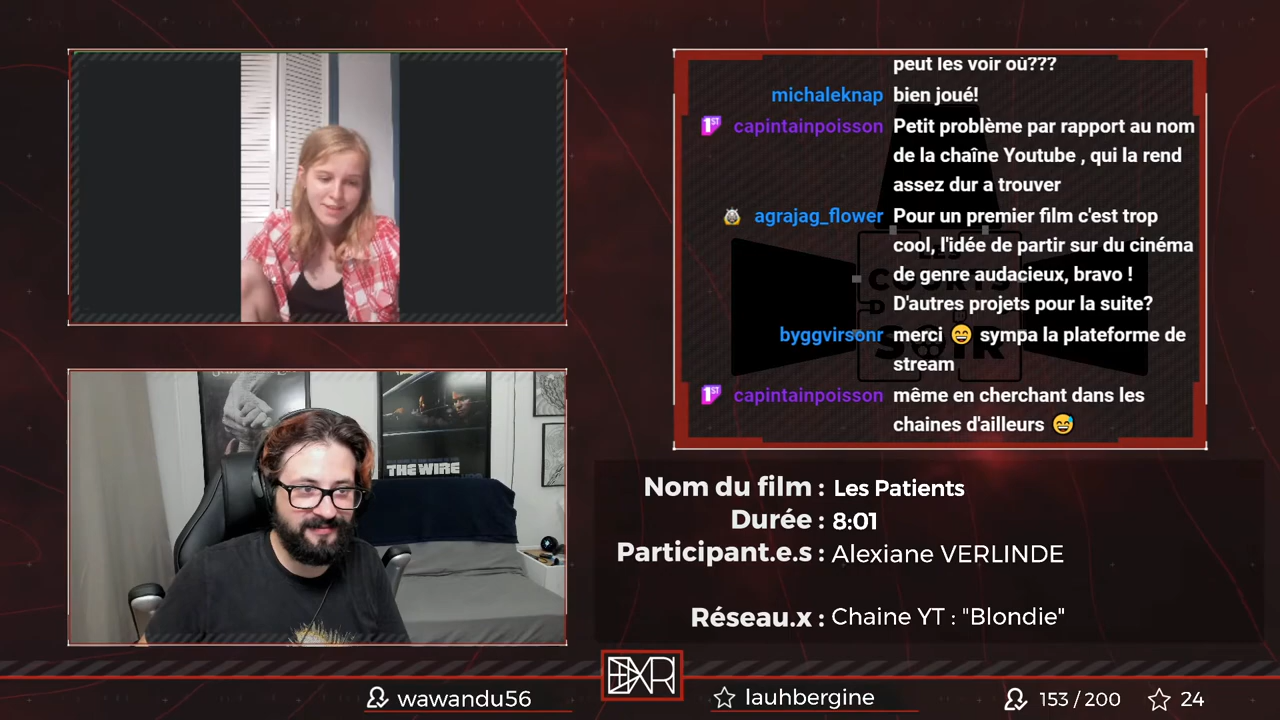 THE WIRE
peut les voir où???
michaleknap bien joué!
capintainpoisson Petit problème par rapport au nom
de la chaîne Youtube , qui la rend
assez dur a trouver
agrajag_flower Pour un premier film c'est trop
cool, l'idée de partir sur du cinéma
de genre audacieux, bravo !
D'autres projets pour la suite?
byggvirsonr merci 😄 sympa la plateforme de
stream
capintainpoisson même en cherchant dans les
chaines d'ailleurs 😅
Nom du film : Les Patients
Durée : 8:01
Participant.e.s : Alexiane VERLINDE
Réseau.x : Chaine YT : "Blondie"
wawandu56
lauhbergine
153 / 200
24